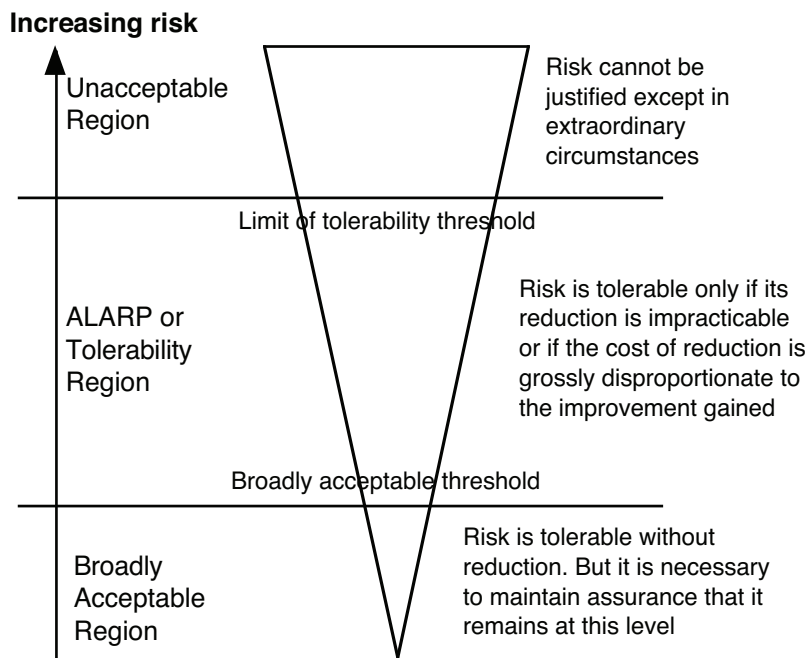 Increasing risk
Unacceptable
Region
Risk cannot be
justified except in
extraordinary
circumstances
Limit of tolerability threshold
ALARP or
Tolerability
Region
Risk is tolerable only if its
reduction is impracticable
or if the cost of reduction is
grossly disproportionate to
the improvement gained
Broadly acceptable threshold
Broadly
Acceptable
Region
Risk is tolerable without
reduction. But it is necessary
to maintain assurance that it
remains at this level